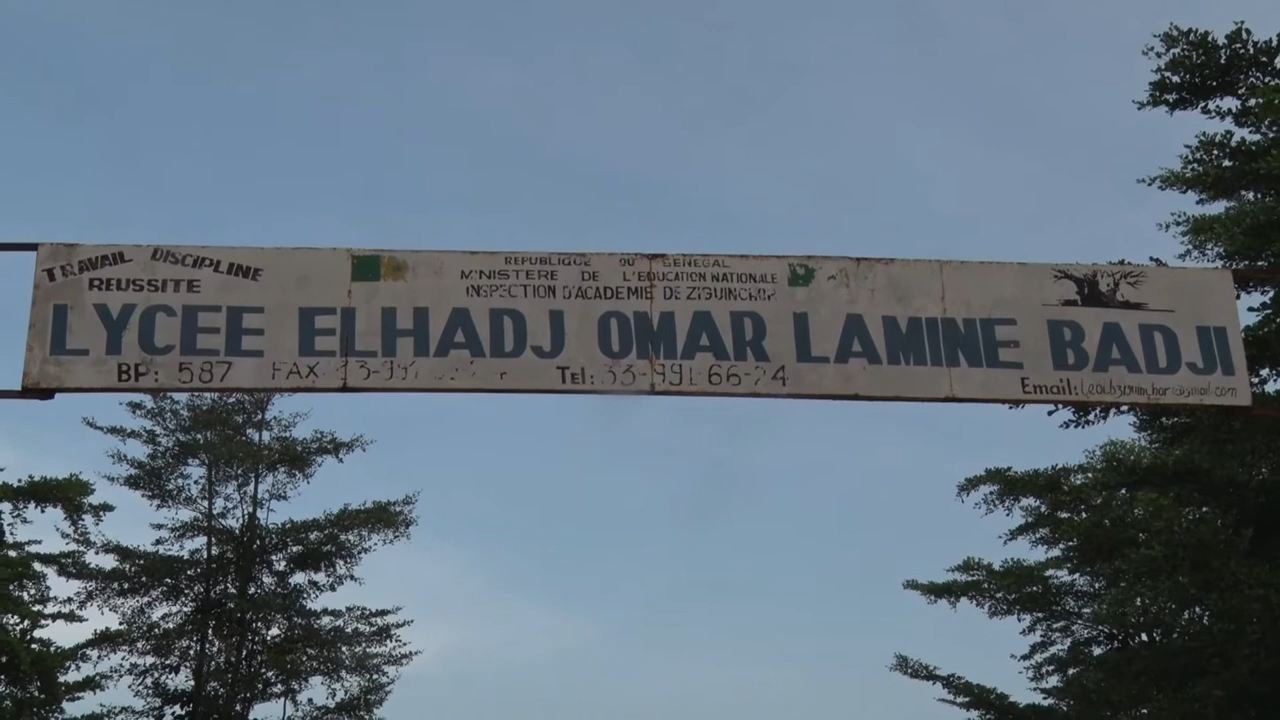 TRAVAIL DISCIPLINE
REUSSITE
REPUBLIQUE DU SENEGAL
MINISTERE DE L'EDUCATION NATIONALE
INSPECTION D'ACADEMIE DE ZIGUINCHOR
LYCEE ELHADJ OMAR LAMINE BADJI
BP: 587 FAX Tel: 33-991-66-24
Email: